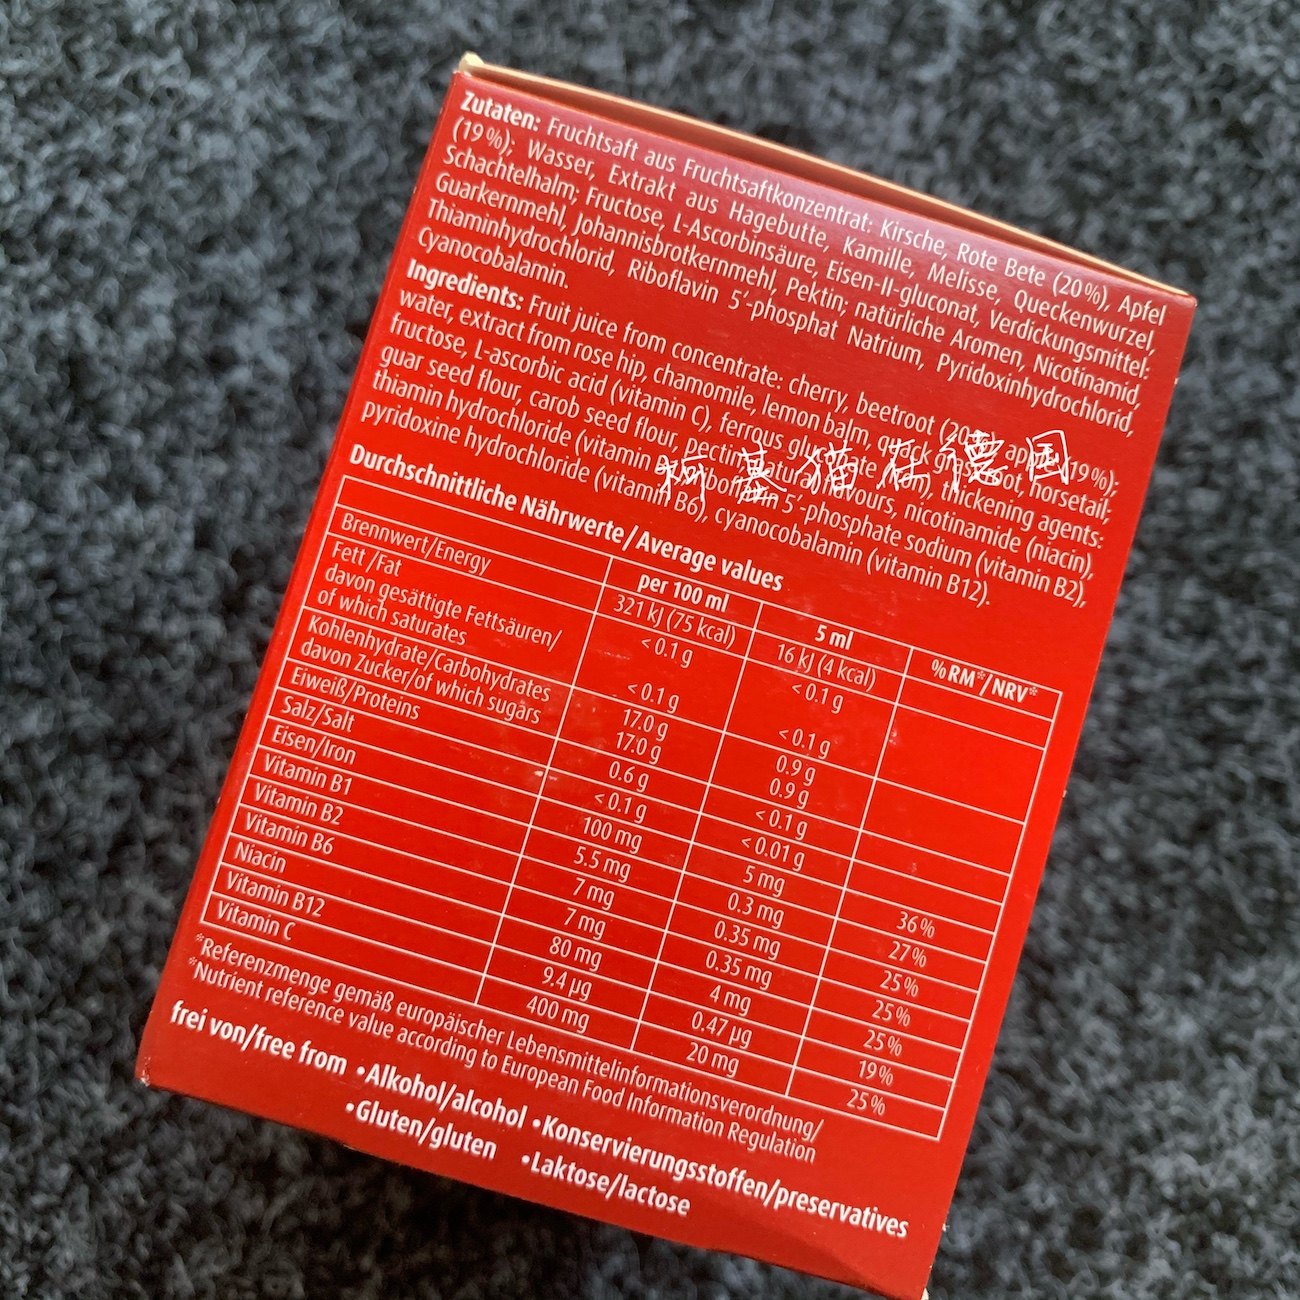 Zutaten: Fruchtsaft aus Fruchtsaftkonzentrat: Kirsche, Rote Bete (20%), Apfel
(19%); Wasser, Extrakt aus Hagebutte, Kamille, Melisse, Queckenwurzel,
Schachtelhalm; Fructose, L-Ascorbinsäure, Eisen-II-gluconat, Verdickungsmittel:
Guarkernmehl, Johannisbrotkernmehl, Pektin; natürliche Aromen, Nicotinamid,
Thiaminhydrochlorid, Riboflavin 5'-phosphat Natrium, Pyridoxinhydrochlorid,
Cyanocobalamin.
Ingredients: Fruit juice from concentrate: cherry, beetroot (20%), apple (19%);
water, extract from rose hip, chamomile, lemon balm, quack grass root, horsetail;
fructose, L-ascorbic acid (vitamin C), ferrous gluconate (iron), thickening agents:
guar seed flour, carob seed flour, pectin; natural flavours, nicotinamide (niacin),
thiamin hydrochloride (vitamin B1), riboflavin 5'-phosphate sodium (vitamin B2),
pyridoxine hydrochloride (vitamin B6), cyanocobalamin (vitamin B12).
阿基猫在德国
Durchschnittliche Nährwerte/Average values
per 100 ml 5 ml %RM*/NRV*
Brennwert/Energy 321 kJ (75 kcal) 16 kJ (4 kcal)
Fett/Fat <0.1 g <0.1 g
davon gesättigte Fettsäuren/
of which saturates <0.1 g <0.1 g
Kohlenhydrate/Carbohydrates 17.0 g 0.9 g
davon Zucker/of which sugars 17.0 g 0.9 g
Eiweiß/Proteins 0.6 g <0.1 g
Salz/Salt <0.1 g <0.01 g
Eisen/Iron 100 mg 5 mg 36%
Vitamin B1 5.5 mg 0.3 mg 27%
Vitamin B2 7 mg 0.35 mg 25%
Vitamin B6 7 mg 0.35 mg 25%
Niacin 80 mg 4 mg 25%
Vitamin B12 9.4 µg 0.47 µg 19%
Vitamin C 400 mg 20 mg 25%
*Referenzmenge gemäß europäischer Lebensmittelinformationsverordnung/
*Nutrient reference value according to European Food Information Regulation
frei von/free from •Alkohol/alcohol •Konservierungsstoffen/preservatives
•Gluten/gluten •Laktose/lactose